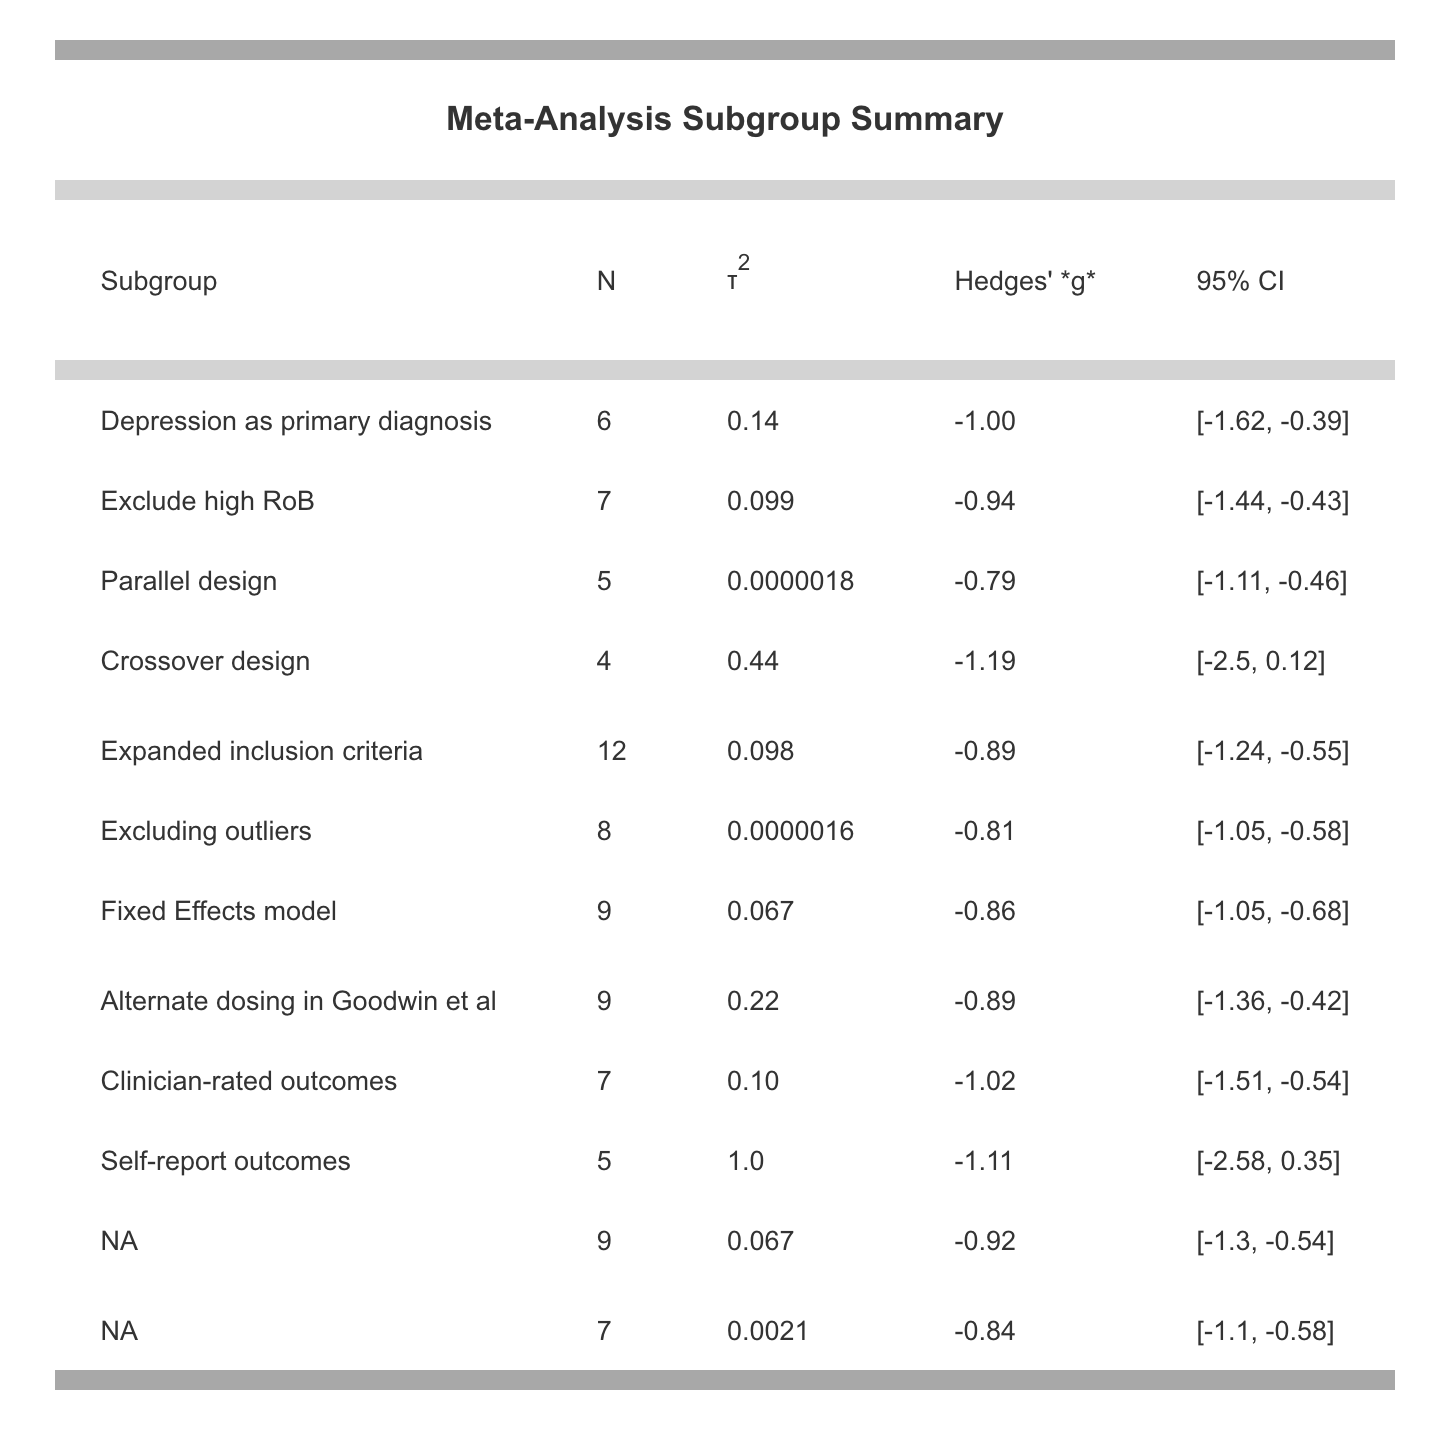 Meta-Analysis Subgroup Summary
Subgroup N τ² Hedges' *g* 95% CI
Depression as primary diagnosis 6 0.14 -1.00 [-1.62, -0.39]
Exclude high RoB 7 0.099 -0.94 [-1.44, -0.43]
Parallel design 5 0.0000018 -0.79 [-1.11, -0.46]
Crossover design 4 0.44 -1.19 [-2.5, 0.12]
Expanded inclusion criteria 12 0.098 -0.89 [-1.24, -0.55]
Excluding outliers 8 0.0000016 -0.81 [-1.05, -0.58]
Fixed Effects model 9 0.067 -0.86 [-1.05, -0.68]
Alternate dosing in Goodwin et al 9 0.22 -0.89 [-1.36, -0.42]
Clinician-rated outcomes 7 0.10 -1.02 [-1.51, -0.54]
Self-report outcomes 5 1.0 -1.11 [-2.58, 0.35]
NA 9 0.067 -0.92 [-1.3, -0.54]
NA 7 0.0021 -0.84 [-1.1, -0.58]